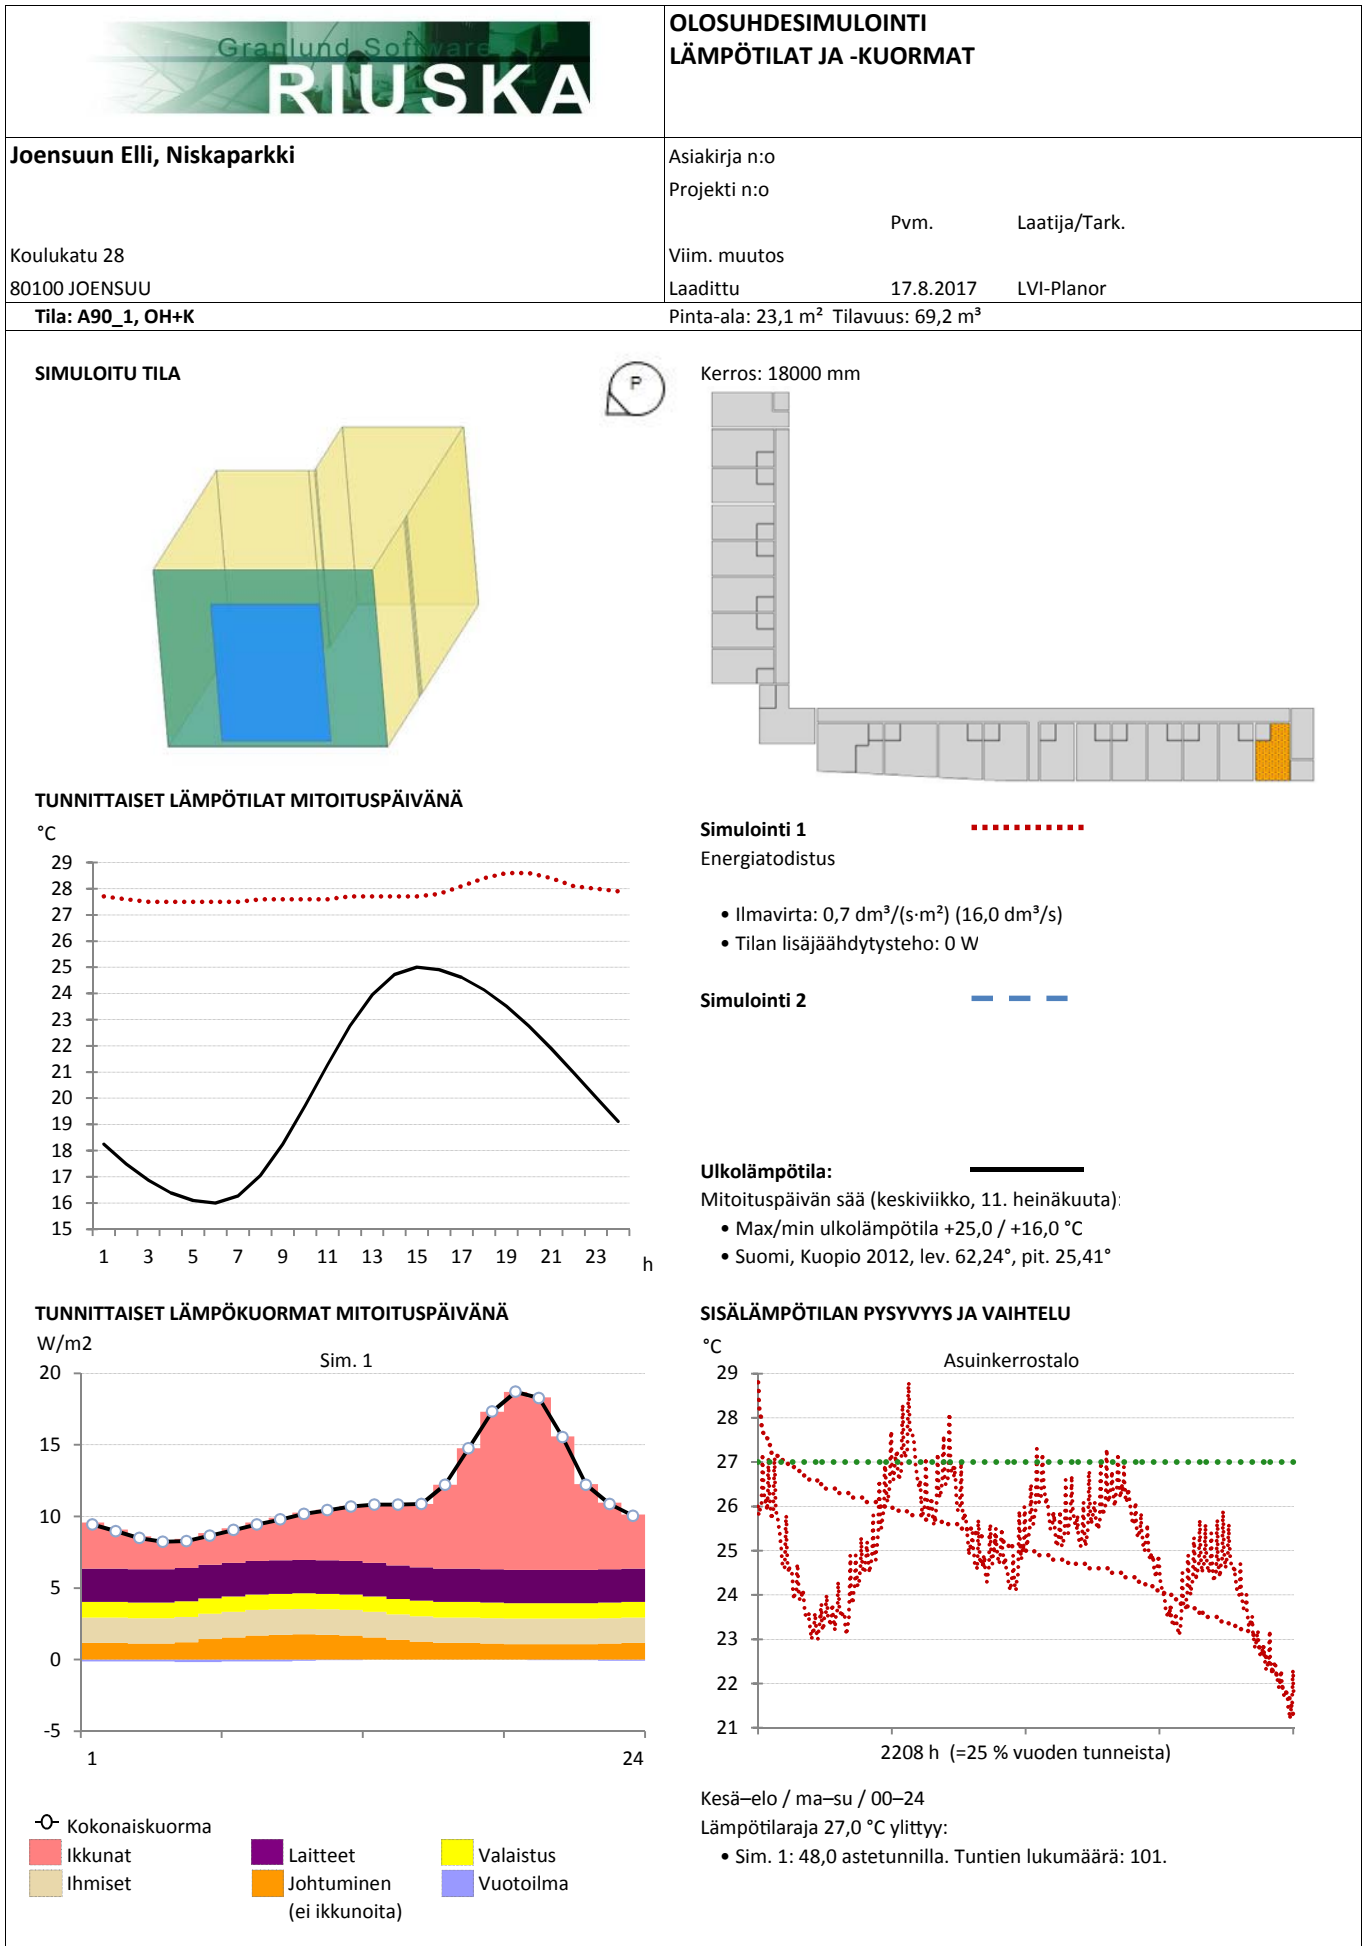 Granlund Software
RIUSKA
OLOSUHDESIMULOINTI
LÄMPÖTILAT JA -KUORMAT
Joensuun Elli, Niskaparkki
Asiakirja n:o
Projekti n:o
Pvm. Laatija/Tark.
Koulukatu 28
Viim. muutos
80100 JOENSUU
Laadittu 17.8.2017 LVI-Planor
Tila: A90_1, OH+K
Pinta-ala: 23,1 m² Tilavuus: 69,2 m³
SIMULOITU TILA
P
Kerros: 18000 mm
TUNNITTAISET LÄMPÖTILAT MITOITUSPÄIVÄNÄ
°C
29
28
27
26
25
24
23
22
21
20
19
18
17
16
15
1 3 5 7 9 11 13 15 17 19 21 23 h
Simulointi 1
Energiatodistus
• Ilmavirta: 0,7 dm³/(s·m²) (16,0 dm³/s)
• Tilan lisäjäähdytysteho: 0 W
Simulointi 2
Ulkolämpötila:
Mitoituspäivän sää (keskiviikko, 11. heinäkuuta):
• Max/min ulkolämpötila +25,0 / +16,0 °C
• Suomi, Kuopio 2012, lev. 62,24°, pit. 25,41°
TUNNITTAISET LÄMPÖKUORMAT MITOITUSPÄIVÄNÄ
W/m2
Sim. 1
20
15
10
5
0
-5
1 24
Kokonaiskuorma
Ikkunat Laitteet Valaistus
Ihmiset Johtuminen Vuotoilma
(ei ikkunoita)
SISÄLÄMPÖTILAN PYSYVYYS JA VAIHTELU
°C
Asuinkerrostalo
29
28
27
26
25
24
23
22
21
2208 h (=25 % vuoden tunneista)
Kesä–elo / ma–su / 00–24
Lämpötilaraja 27,0 °C ylittyy:
• Sim. 1: 48,0 astetunnilla. Tuntien lukumäärä: 101.